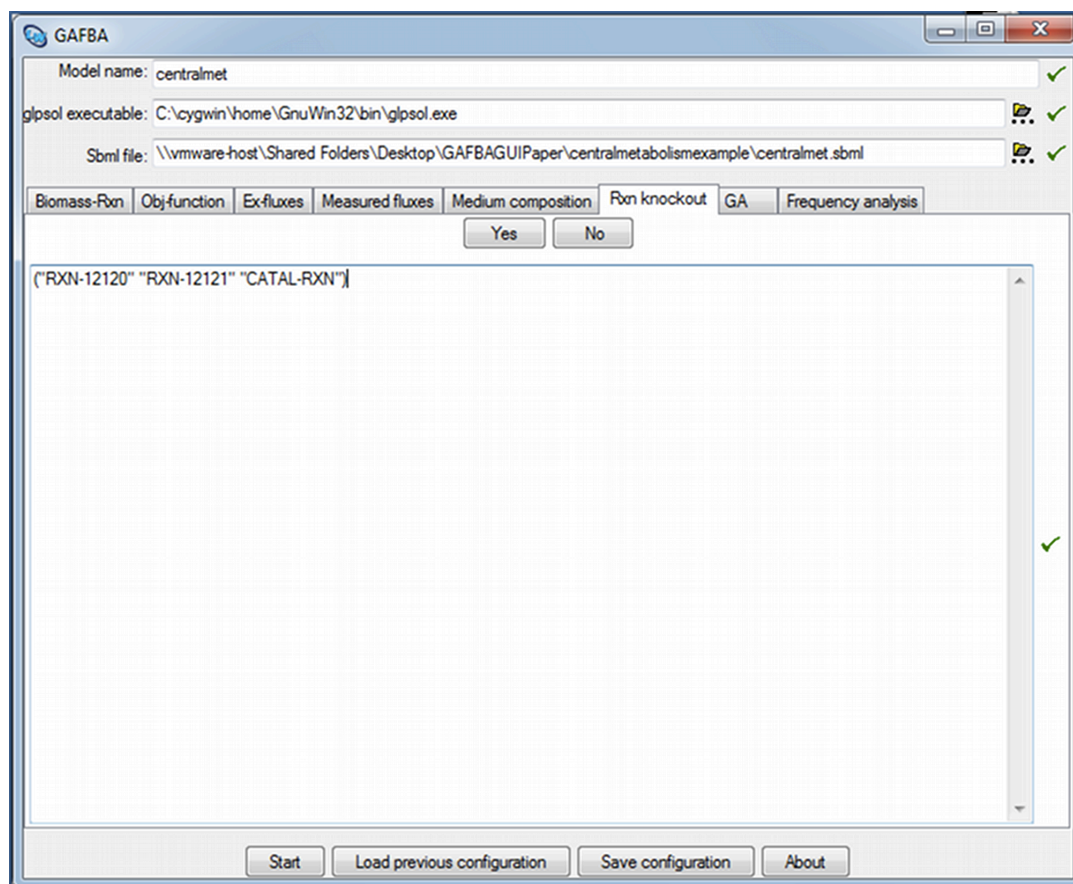 GAFBA
Model name: centralmet
glpsol executable: C:\cygwin\home\GnuWin32\bin\glpsol.exe
Sbml file: \\vmware-host\Shared Folders\Desktop\GAFBAGUIPaper\centralmetabolismexample\centralmet.sbml
Biomass-Rxn Obj-function Ex-fluxes Measured fluxes Medium composition Rxn knockout GA Frequency analysis
Yes No
("RXN-12120" "RXN-12121" "CATAL-RXN")
Start Load previous configuration Save configuration About